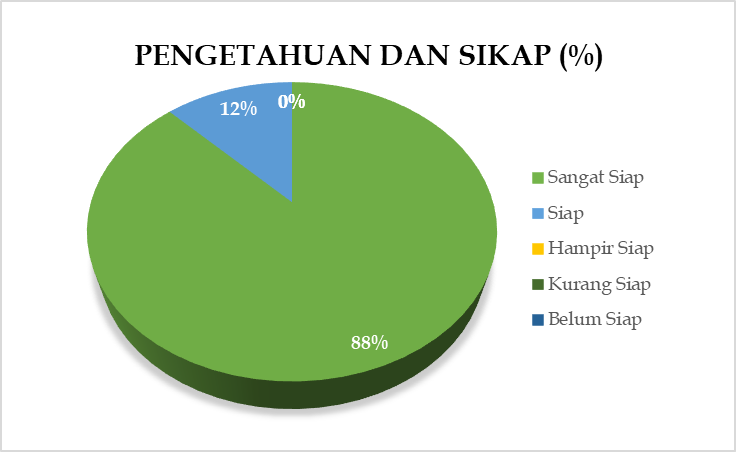 PENGETAHUAN DAN SIKAP (%)
12%
0%
88%
Sangat Siap
Siap
Hampir Siap
Kurang Siap
Belum Siap